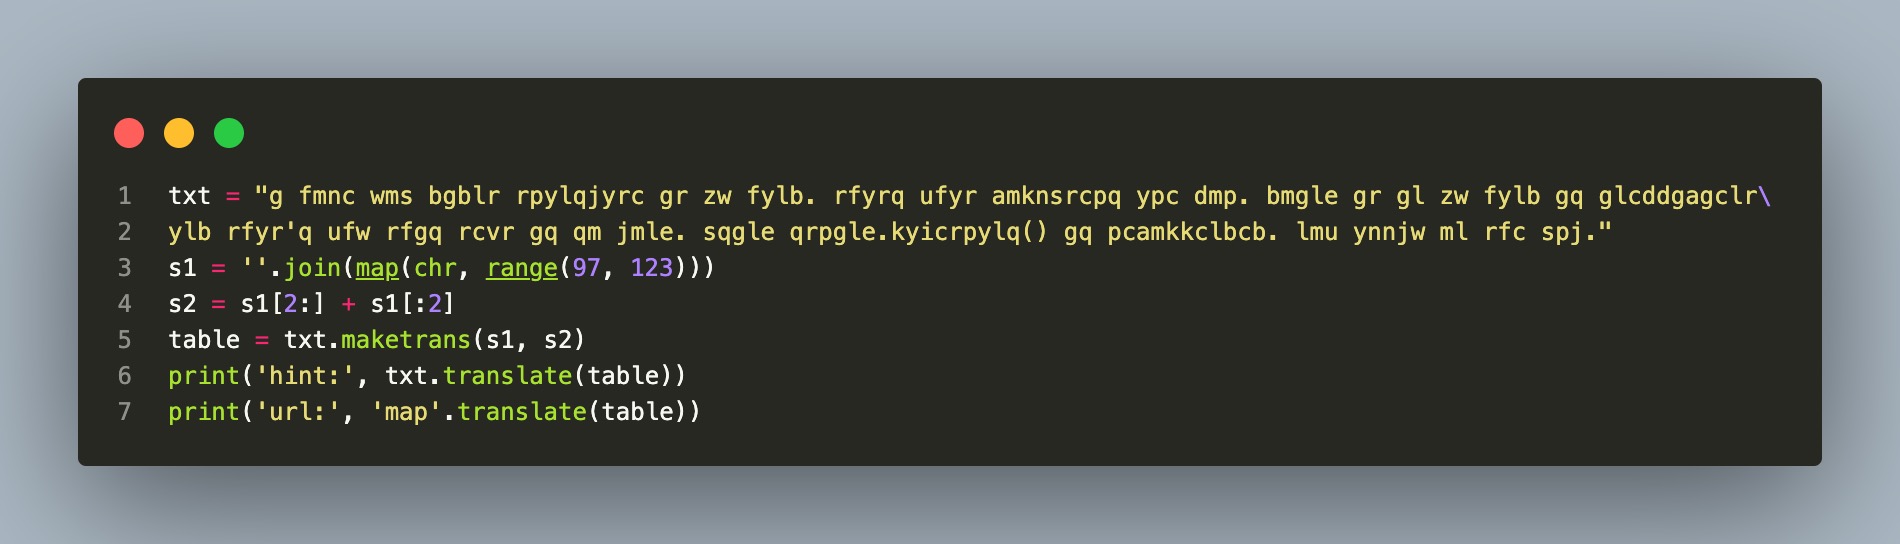 1 txt = "g fmnc wms bgblr rpylqjyrc gr zw fylb. rfyrq ufyr amknsrcpq ypc dmp. bmgle gr gl zw fylb gq glcddgagclr\
2 ylb rfyr'q ufw rfgq rcvr gq qm jmle. sqgle qrpgle.kyicrpylq() gq pcamkkclbcb. lmu ynnjw ml rfc spj."
3 s1 = ''.join(map(chr, range(97, 123)))
4 s2 = s1[2:] + s1[:2]
5 table = txt.maketrans(s1, s2)
6 print('hint:', txt.translate(table))
7 print('url:', 'map'.translate(table))